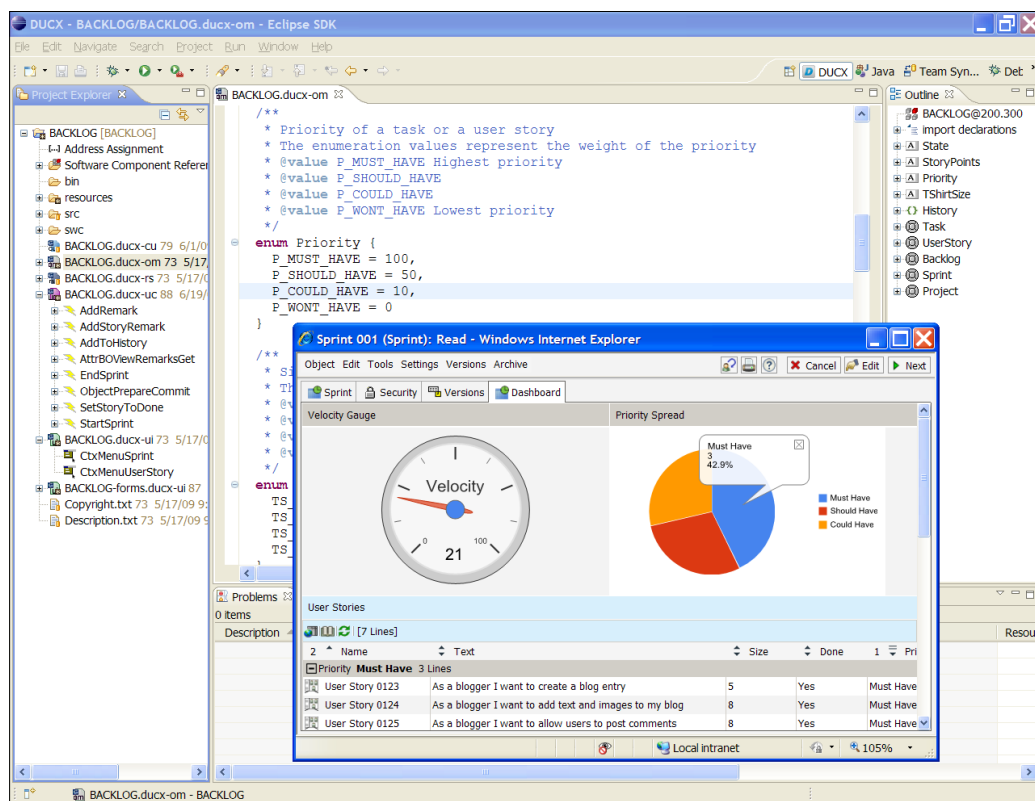 DUCX - BACKLOG/BACKLOG.ducx-om - Eclipse SDK
File Edit Navigate Search Project Run Window Help
DUCX Java Team Syn... Deb
Project Explorer
BACKLOG [BACKLOG]
Address Assignment
Software Component Referen
bin
resources
src
swc
BACKLOG.ducx-cu 79 6/1/0
BACKLOG.ducx-om 73 5/17
BACKLOG.ducx-rs 73 5/17/0
BACKLOG.ducx-uc 88 6/19/
AddRemark
AddStoryRemark
AddToHistory
AttrBOViewRemarksGet
EndSprint
ObjectPrepareCommit
SetStoryToDone
StartSprint
BACKLOG.ducx-ui 73 5/17/0
CtxMenuSprint
CtxMenuUserStory
BACKLOG-forms.ducx-ui 87
Copyright.txt 73 5/17/09 9:
Description.txt 73 5/17/09 9
BACKLOG.ducx-om
/**
* Priority of a task or a user story
* The enumeration values represent the weight of the priority
* @value P_MUST_HAVE Highest priority
* @value P_SHOULD_HAVE
* @value P_COULD_HAVE
* @value P_WONT_HAVE Lowest priority
*/
enum Priority {
P_MUST_HAVE = 100,
P_SHOULD_HAVE = 50,
P_COULD_HAVE = 10,
P_WONT_HAVE = 0
}
/**
* Si
* Th
* @v
* @v
* @v
* @v
*/
enum
TS_
TS_
TS_
TS_
Outline
BACKLOG@200.300
import declarations
State
StoryPoints
Priority
TShirtSize
History
Task
UserStory
Backlog
Sprint
Project
Problems
0 items
Description
Resou
Sprint 001 (Sprint): Read - Windows Internet Explorer
Object Edit Tools Settings Versions Archive
Cancel Edit Next
Sprint Security Versions Dashboard
Velocity Gauge
Priority Spread
Velocity
0 100
21
Must Have
3
42.9%
Must Have
Should Have
Could Have
User Stories
[7 Lines]
2 Name Text Size Done 1 Pri
Priority Must Have 3 Lines
User Story 0123 As a blogger I want to create a blog entry 5 Yes Must Have
User Story 0124 As a blogger I want to add text and images to my blog 8 Yes Must Have
User Story 0125 As a blogger I want to allow users to post comments 8 Yes Must Have
Local intranet 105%
BACKLOG.ducx-om - BACKLOG